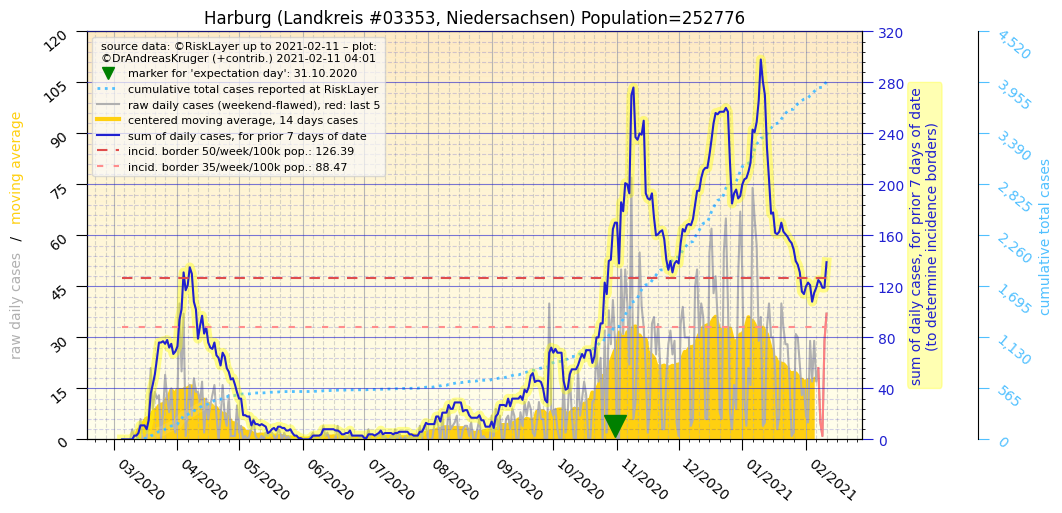 Harburg (Landkreis #03353, Niedersachsen) Population=252776
source data: ©RiskLayer up to 2021-02-11 – plot:
©DrAndreasKruger (+contrib.) 2021-02-11 04:01
marker for 'expectation day': 31.10.2020
cumulative total cases reported at RiskLayer
raw daily cases (weekend-flawed), red: last 5
centered moving average, 14 days cases
sum of daily cases, for prior 7 days of date
incid. border 50/week/100k pop.: 126.39
incid. border 35/week/100k pop.: 88.47
raw daily cases / moving average
120
105
90
75
60
45
30
15
0
03/2020
04/2020
05/2020
06/2020
07/2020
08/2020
09/2020
10/2020
11/2020
12/2020
01/2021
02/2021
320
280
240
200
160
120
80
40
0
sum of daily cases, for prior 7 days of date
(to determine incidence borders)
4,520
3,955
3,390
2,825
2,260
1,695
1,130
565
0
cumulative total cases